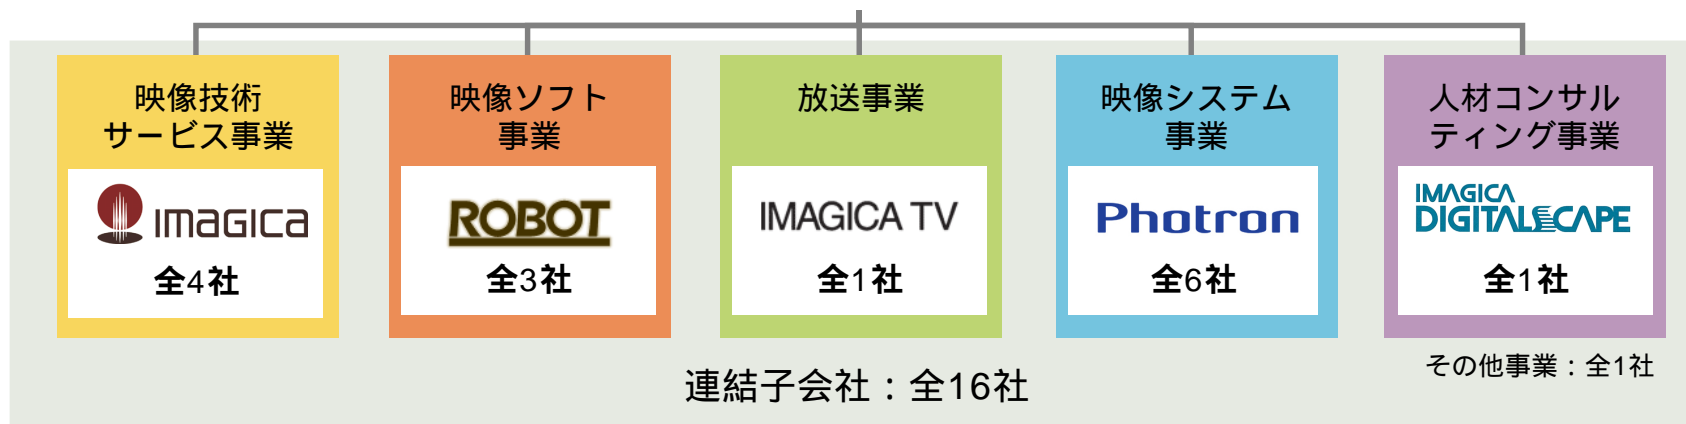 映像技術
サービス事業
IMAGICA
全4社
映像ソフト
事業
ROBOT
全3社
放送事業
IMAGICA TV
全1社
映像システム
事業
Photron
全6社
人材コンサル
ティング事業
IMAGICA
DIGITALSCAPE
全1社
その他事業：全1社
連結子会社：全16社